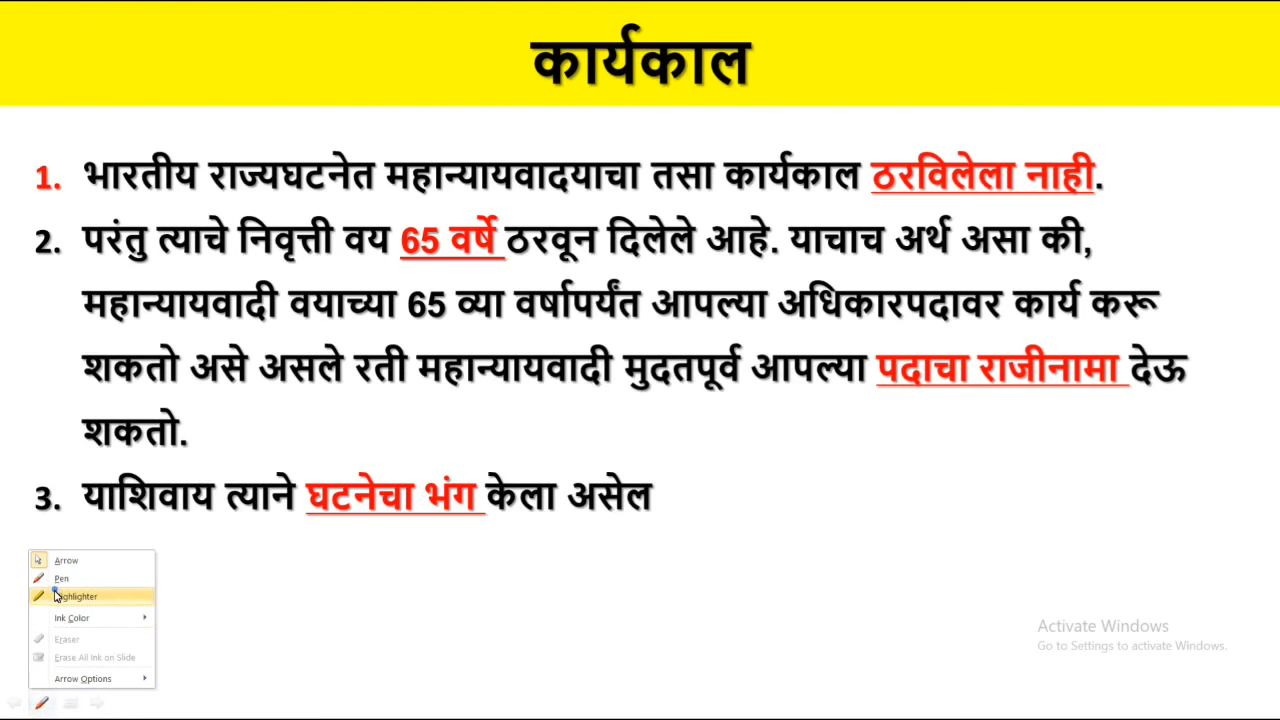 कार्यकाल
1. भारतीय राज्यघटनेत महान्यायवादयाचा तसा कार्यकाल ठरविलेला नाही.
2. परंतु त्याचे निवृत्ती वय 65 वर्षे ठरवून दिलेले आहे. याचाच अर्थ असा की,
महान्यायवादी वयाच्या 65 व्या वर्षापर्यंत आपल्या अधिकारपदावर कार्य करू
शकतो असे असले रती महान्यायवादी मुदतपूर्व आपल्या पदाचा राजीनामा देऊ
शकतो.
3. याशिवाय त्याने घटनेचा भंग केला असेल
Arrow
Pen
Highlighter
Ink Color
Eraser
Erase All Ink on Slide
Arrow Options
Activate Windows
Go to Settings to activate Windows.